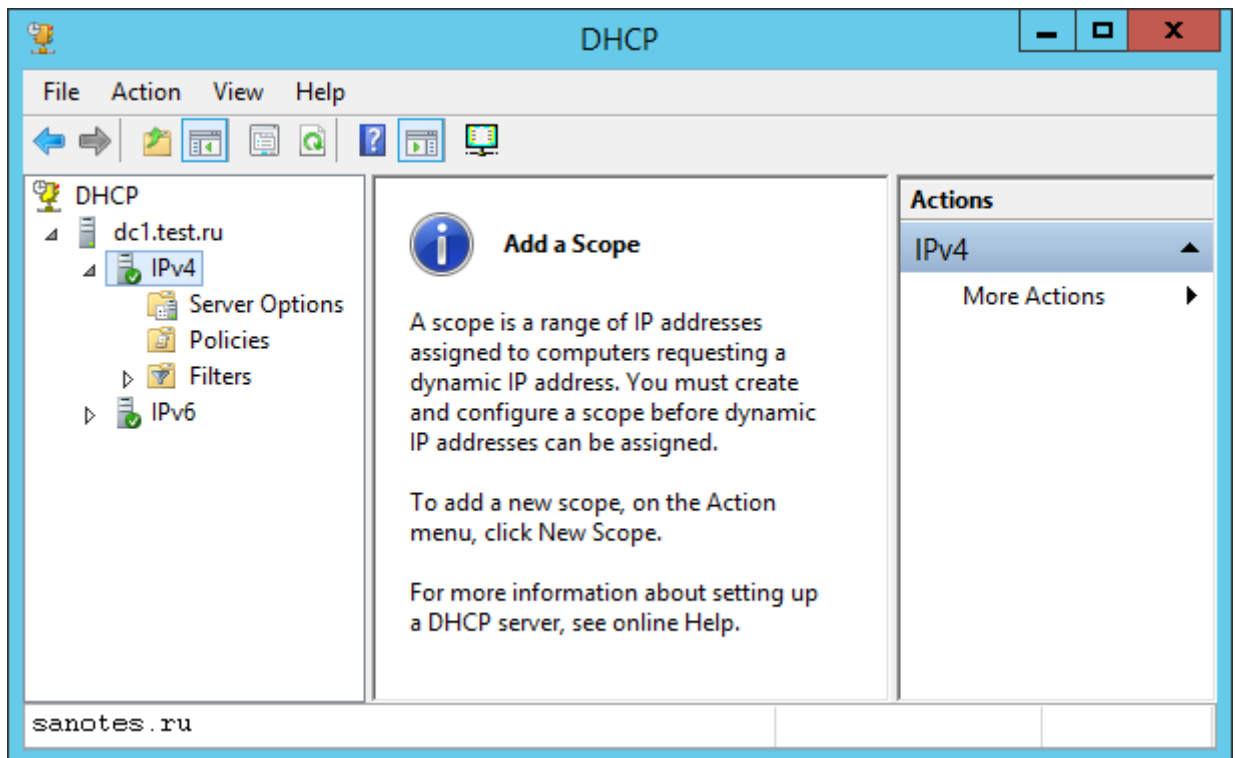 DHCP
File Action View Help
DHCP
dc1.test.ru
IPv4
Server Options
Policies
Filters
IPv6
Add a Scope
A scope is a range of IP addresses
assigned to computers requesting a
dynamic IP address. You must create
and configure a scope before dynamic
IP addresses can be assigned.
To add a new scope, on the Action
menu, click New Scope.
For more information about setting up
a DHCP server, see online Help.
Actions
IPv4
More Actions
sanotes.ru